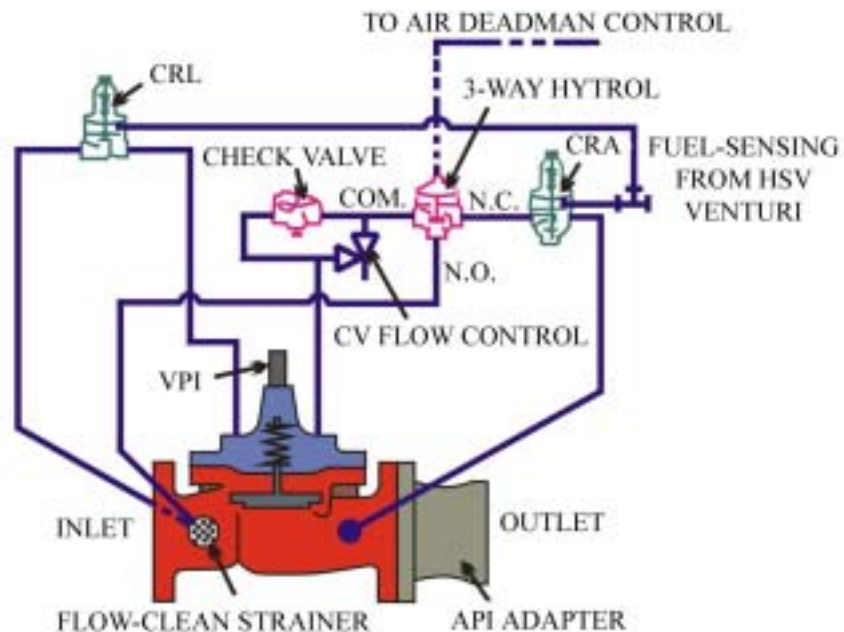 TO AIR DEADMAN CONTROL
CRL
3-WAY HYTROL
CHECK VALVE
COM.
N.C.
CRA
FUEL-SENSING
FROM HSV
VENTURI
N.O.
CV FLOW CONTROL
VPI
INLET
OUTLET
FLOW-CLEAN STRAINER
API ADAPTER